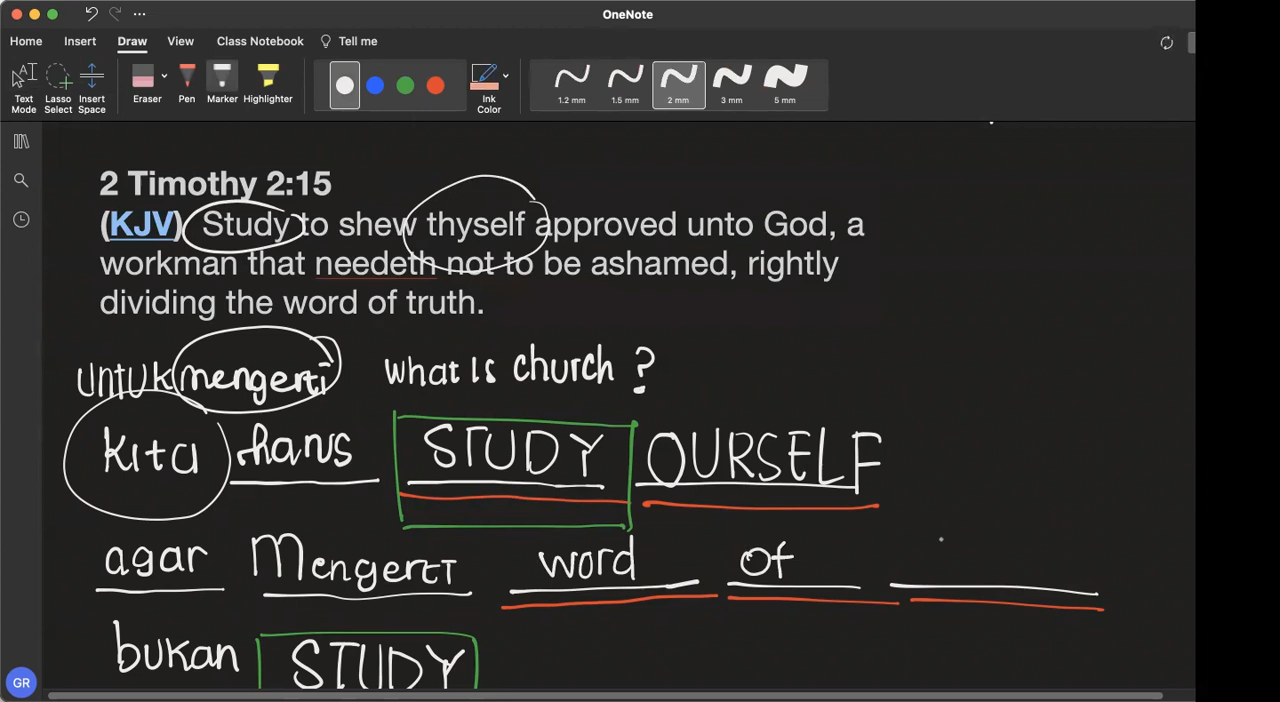 OneNote
Home Insert Draw View Class Notebook Tell me
Text Mode Lasso Select Insert Space Eraser Pen Marker Highlighter Ink Color 1.2 mm 1.5 mm 2 mm 3 mm 5 mm
2 Timothy 2:15
(KJV) Study to shew thyself approved unto God, a
workman that needeth not to be ashamed, rightly
dividing the word of truth.
untuk mengerti what is church ?
kita harus STUDY OURSELF
agar Mengerti word of
bukan STUDY
GR